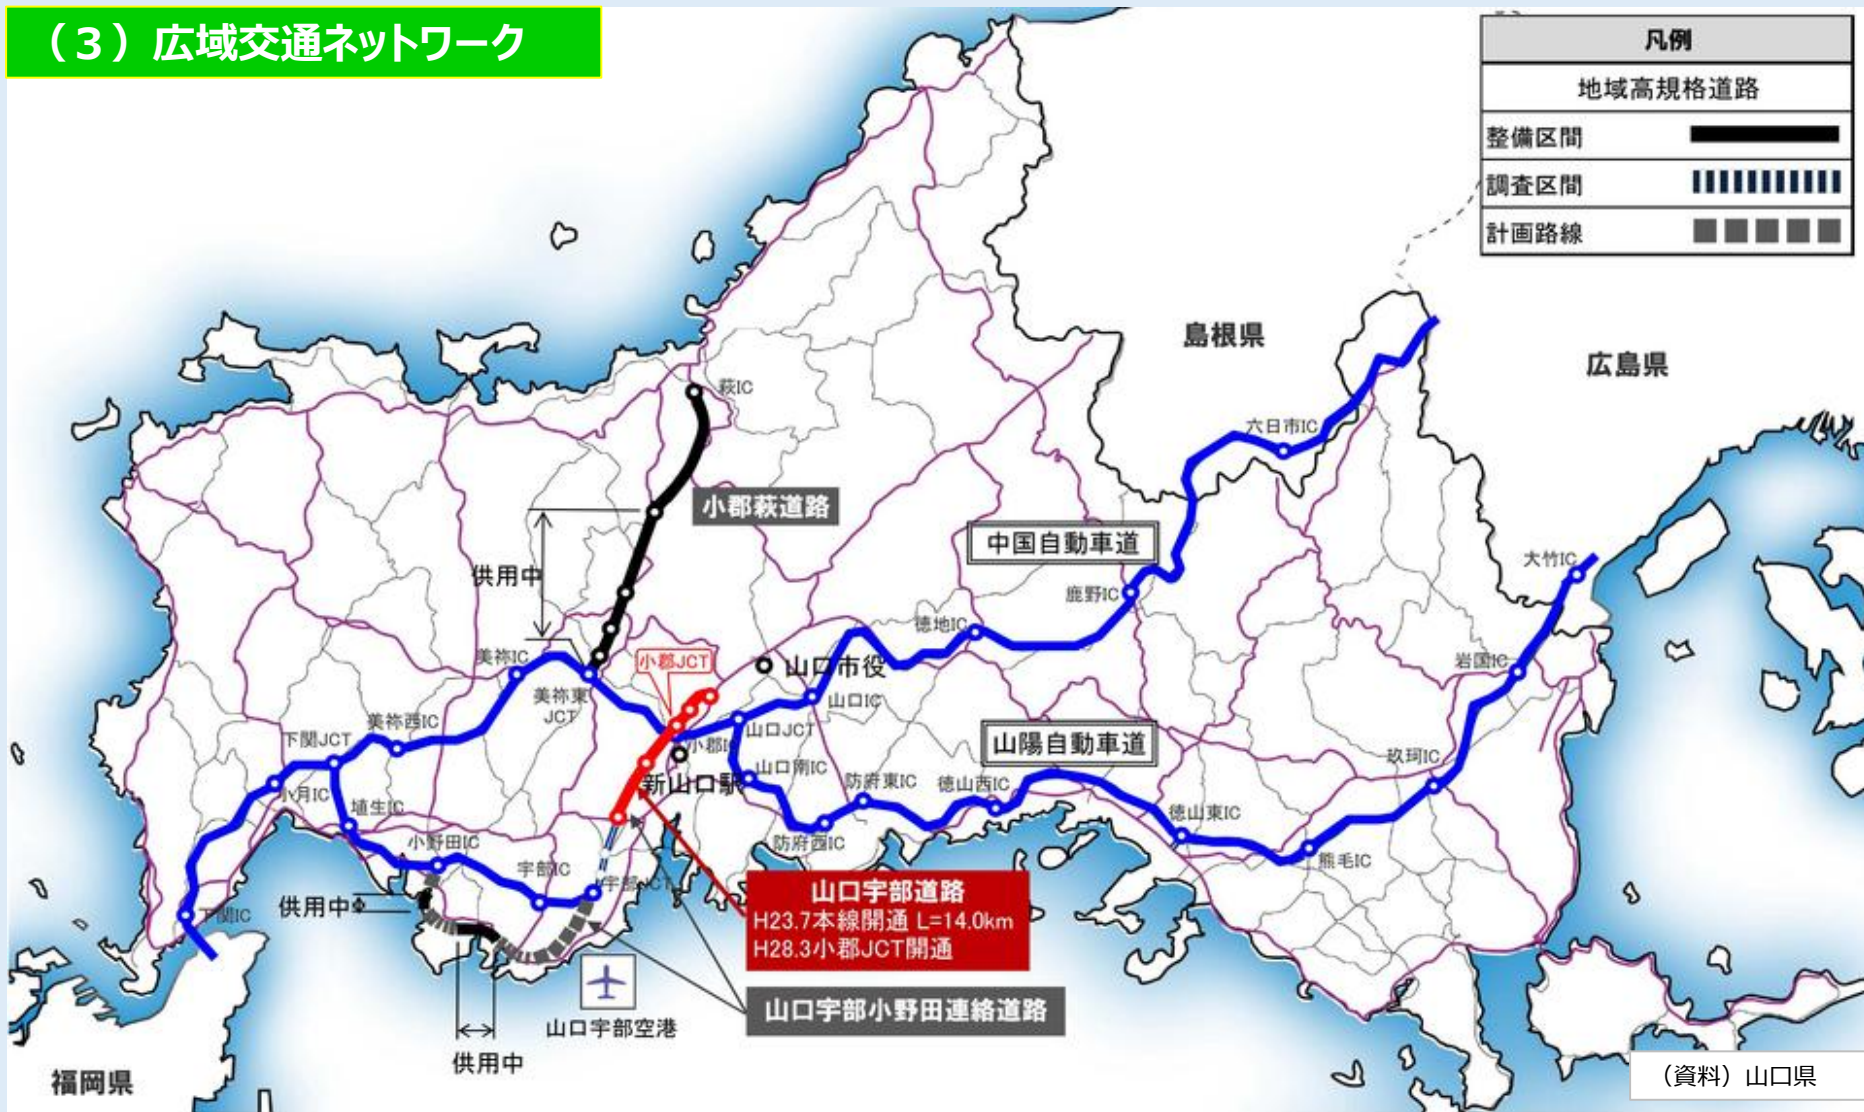 （３）広域交通ネットワーク
凡例
地域高規格道路
整備区間
調査区間
計画路線
島根県
広島県
萩IC
六日市IC
小郡萩道路
中国自動車道
大竹IC
供用中
鹿野IC
徳地IC
美祢IC
小郡JCT
山口市役
岩国IC
美祢東
JCT
山口IC
美祢西IC
山口JCT
下関JCT
小郡IC
山陽自動車道
玖珂IC
新山口駅
山口南IC
防府東IC
徳山西IC
小月IC
埴生IC
徳山東IC
小野田IC
防府西IC
熊毛IC
宇部IC
宇部JCT
供用中
下関IC
山口宇部道路
H23.7本線開通 L=14.0km
H28.3小郡JCT開通
山口宇部小野田連絡道路
山口宇部空港
供用中
福岡県
（資料）山口県